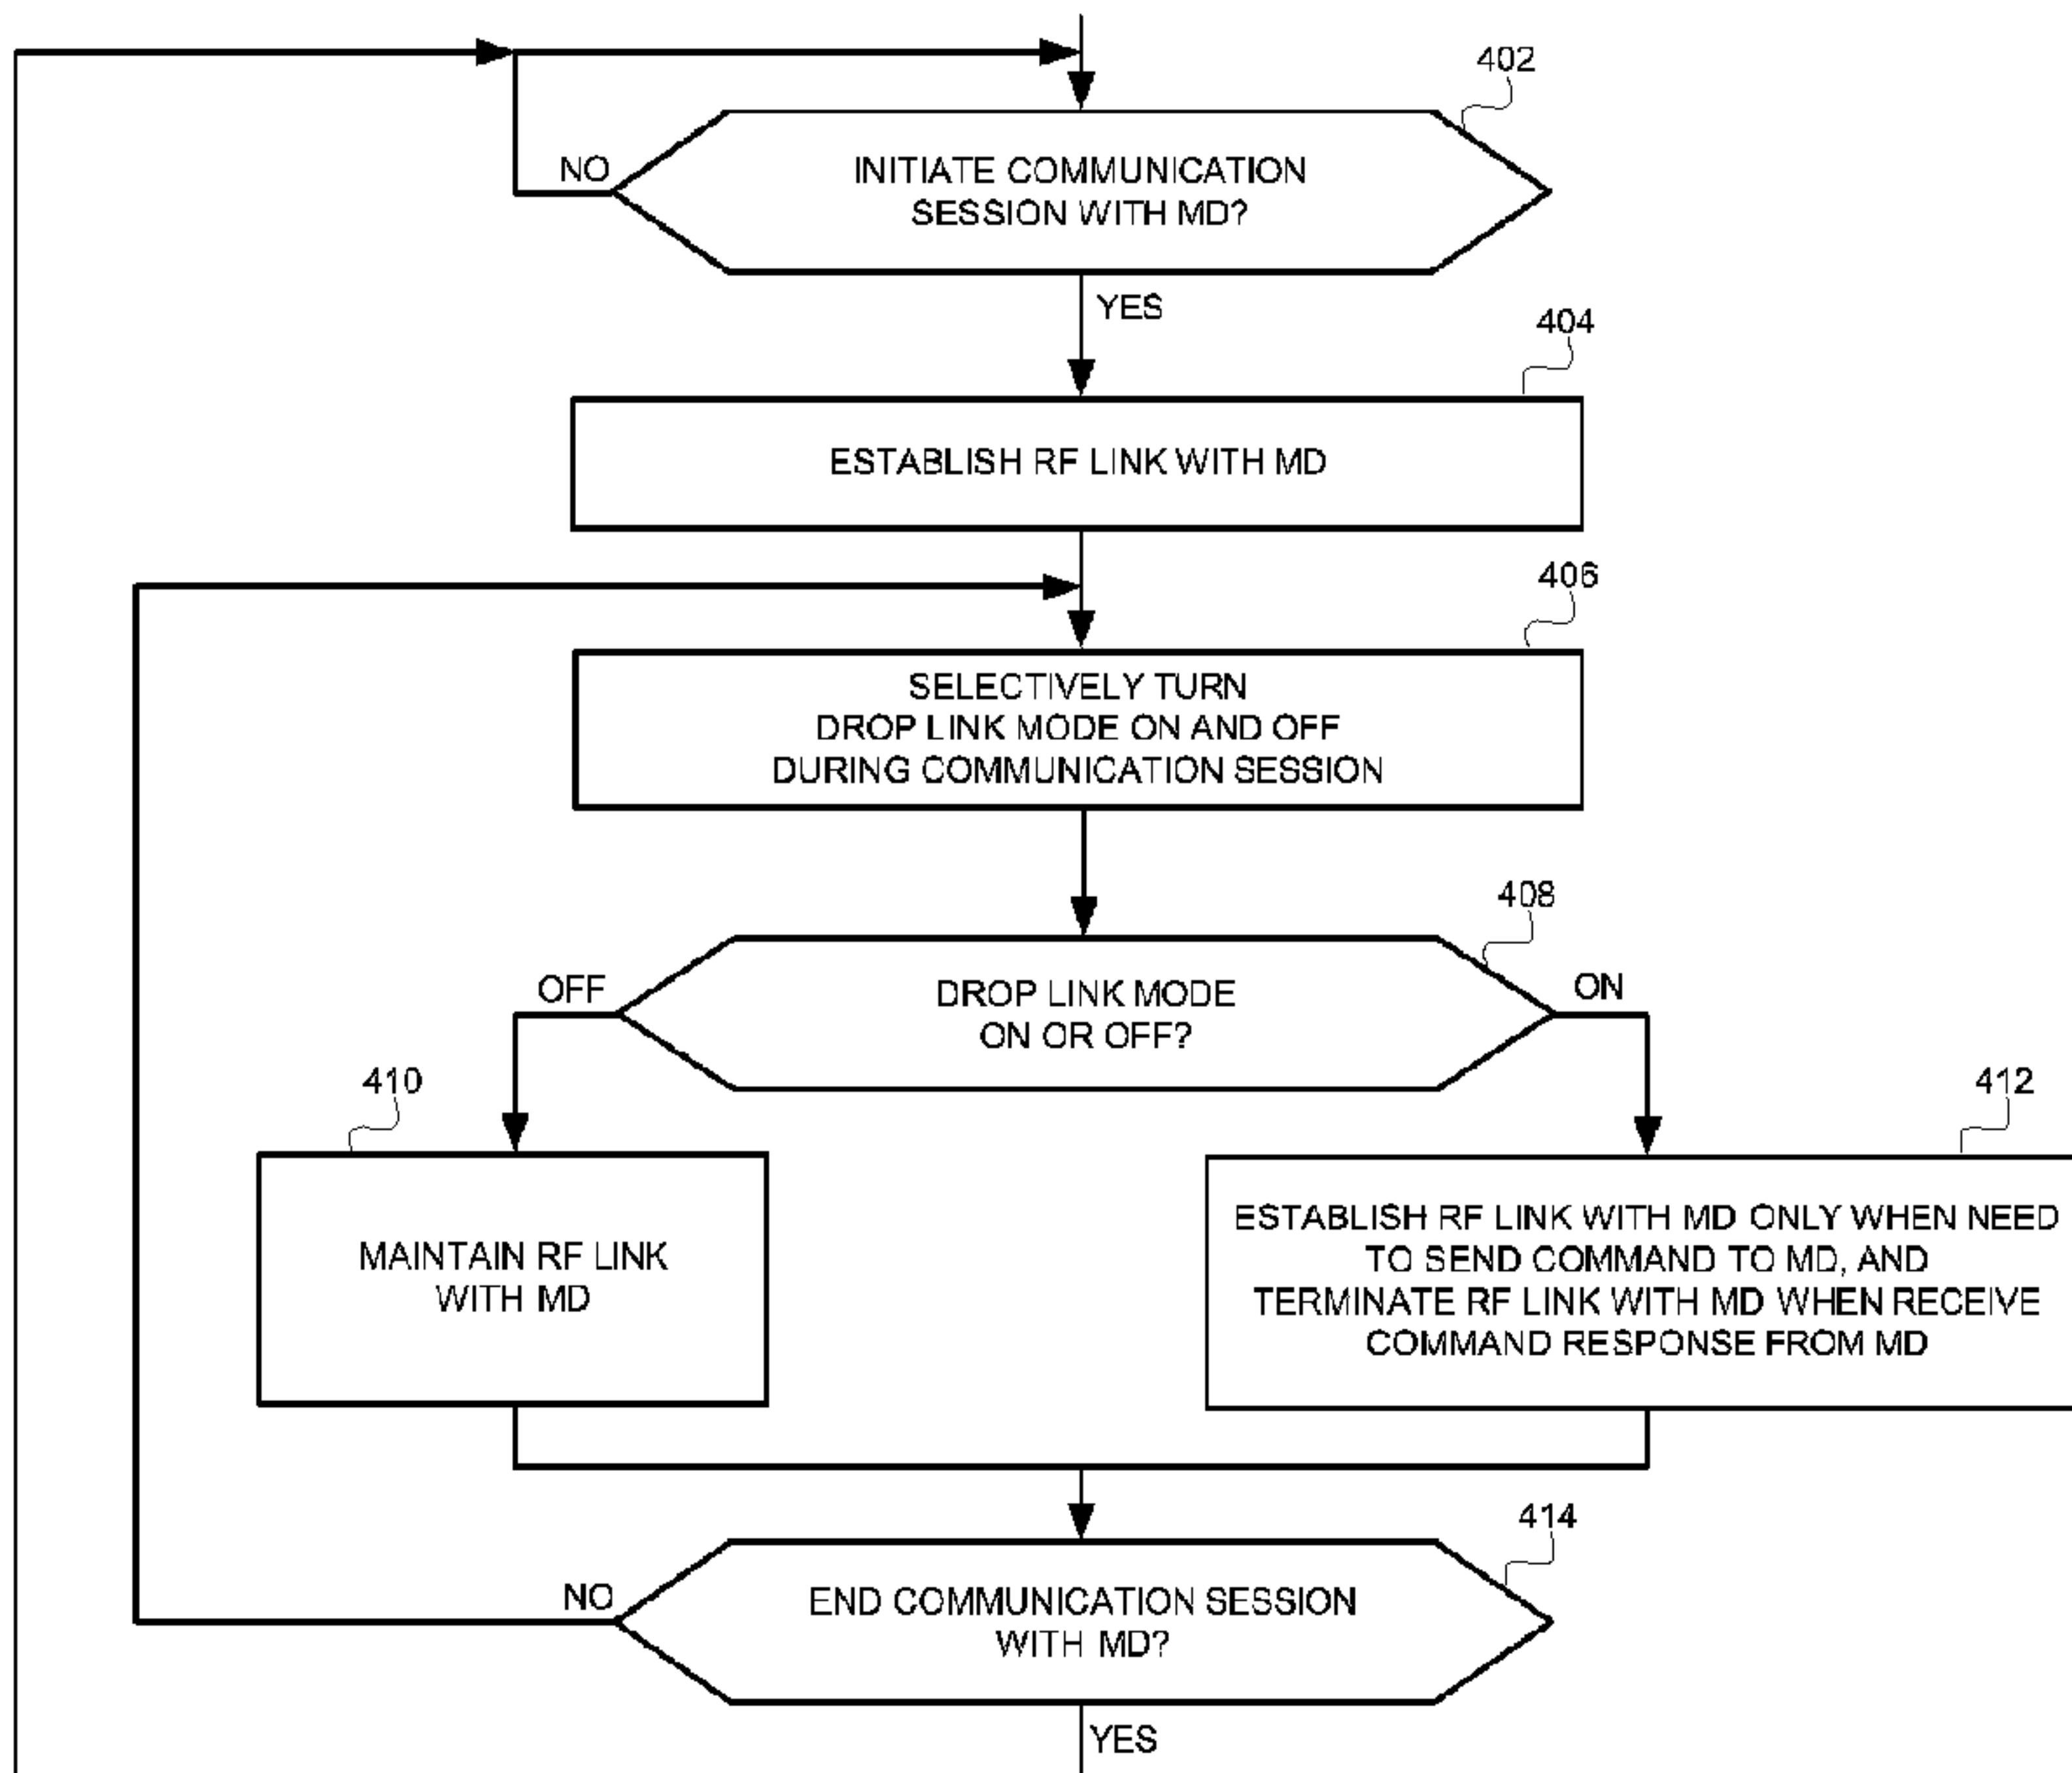 402
NO
INITIATE COMMUNICATION
SESSION WITH MD?
YES
404
ESTABLISH RF LINK WITH MD
406
SELECTIVELY TURN
DROP LINK MODE ON AND OFF
DURING COMMUNICATION SESSION
408
OFF
DROP LINK MODE
ON OR OFF?
ON
410
412
MAINTAIN RF LINK
WITH MD
ESTABLISH RF LINK WITH MD ONLY WHEN NEED
TO SEND COMMAND TO MD, AND
TERMINATE RF LINK WITH MD WHEN RECEIVE
COMMAND RESPONSE FROM MD
414
NO
END COMMUNICATION SESSION
WITH MD?
YES